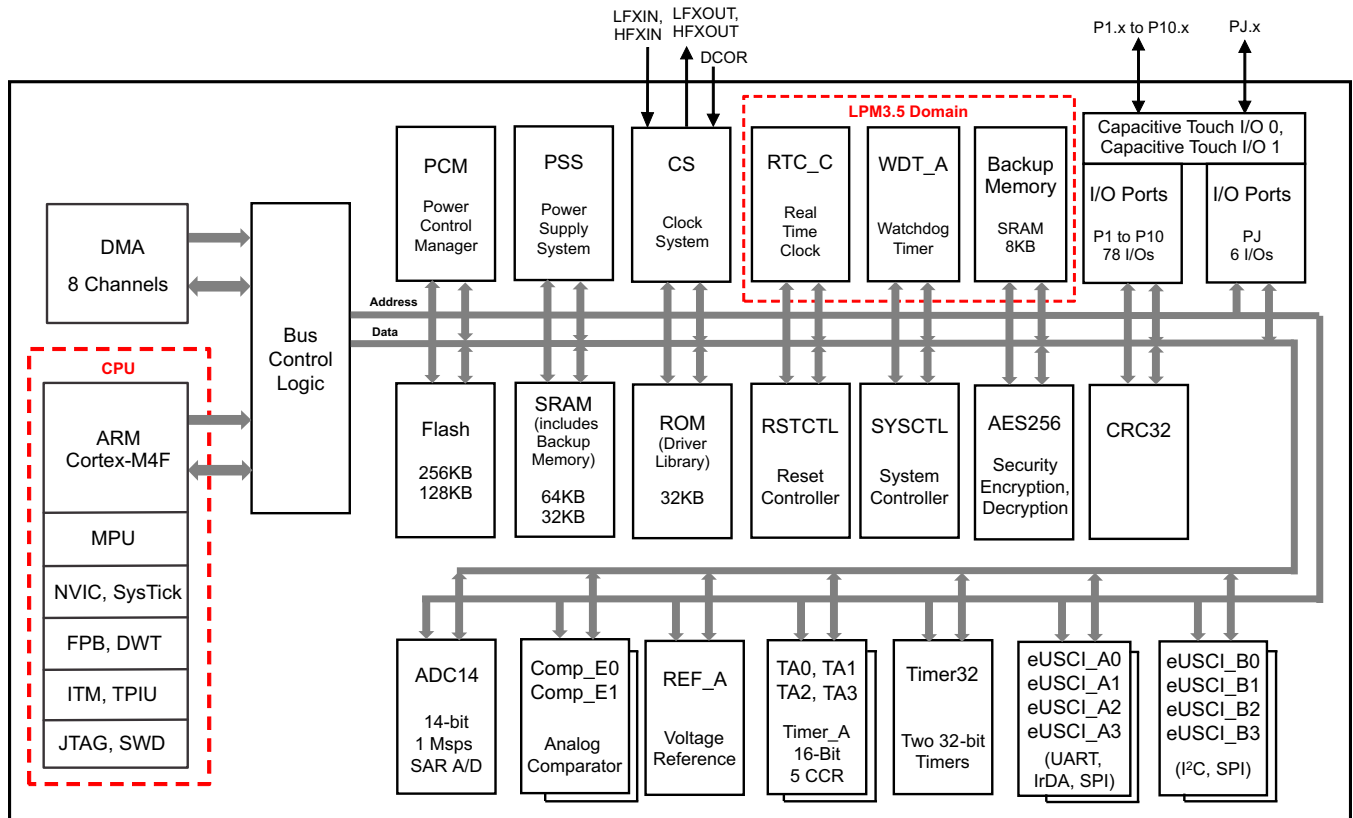 LFXIN,
HFXIN
LFXOUT,
HFXOUT
DCOR
P1.x to P10.x
PJ.x
LPM3.5 Domain
Capacitive Touch I/O 0,
Capacitive Touch I/O 1
PCM
Power
Control
Manager
PSS
Power
Supply
System
CS
Clock
System
RTC_C
Real
Time
Clock
WDT_A
Watchdog
Timer
Backup
Memory
SRAM
8KB
I/O Ports
P1 to P10
78 I/Os
I/O Ports
PJ
6 I/Os
DMA
8 Channels
Bus
Control
Logic
Address
Data
CPU
ARM
Cortex-M4F
MPU
NVIC, SysTick
FPB, DWT
ITM, TPIU
JTAG, SWD
Flash
256KB
128KB
SRAM
(includes
Backup
Memory)
64KB
32KB
ROM
(Driver
Library)
32KB
RSTCTL
Reset
Controller
SYSCTL
System
Controller
AES256
Security
Encryption,
Decryption
CRC32
ADC14
14-bit
1 Msps
SAR A/D
Comp_E0
Comp_E1
Analog
Comparator
REF_A
Voltage
Reference
TA0, TA1
TA2, TA3
Timer_A
16-Bit
5 CCR
Timer32
Two 32-bit
Timers
eUSCI_A0
eUSCI_A1
eUSCI_A2
eUSCI_A3
(UART,
IrDA, SPI)
eUSCI_B0
eUSCI_B1
eUSCI_B2
eUSCI_B3
(I²C, SPI)